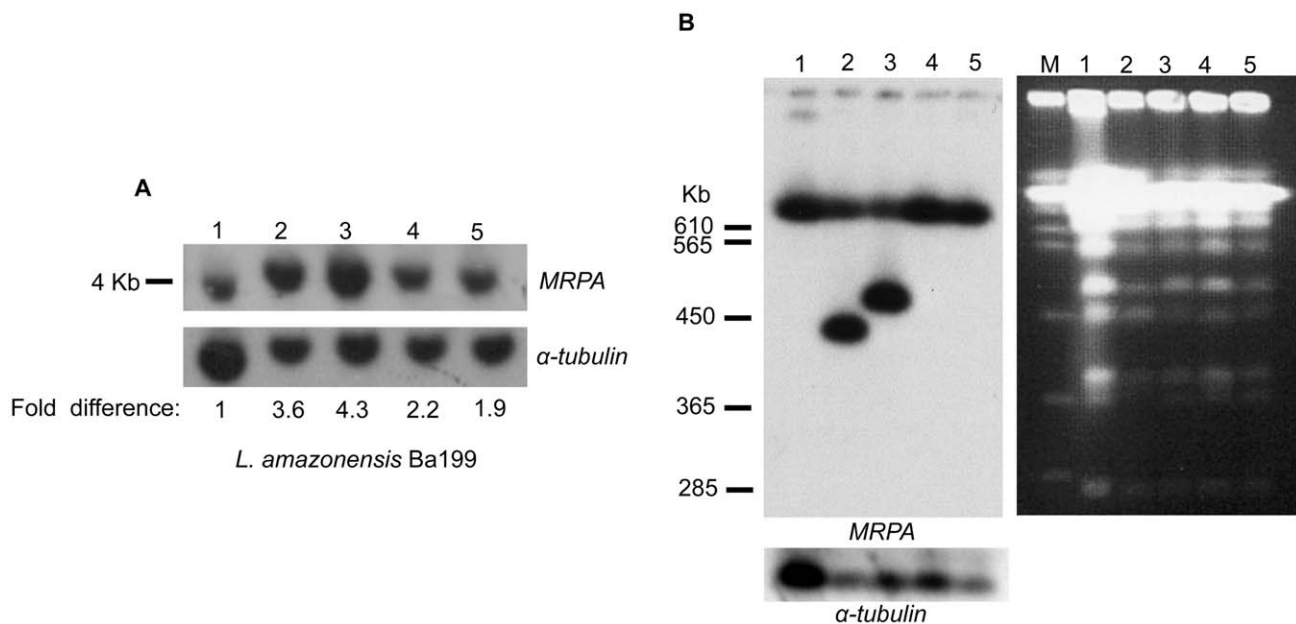 A
1 2 3 4 5
4 Kb MRPA
α-tubulin
Fold difference: 1 3.6 4.3 2.2 1.9
L. amazonensis Ba199
B
1 2 3 4 5
M 1 2 3 4 5
Kb
610
565
450
365
285
MRPA
α-tubulin